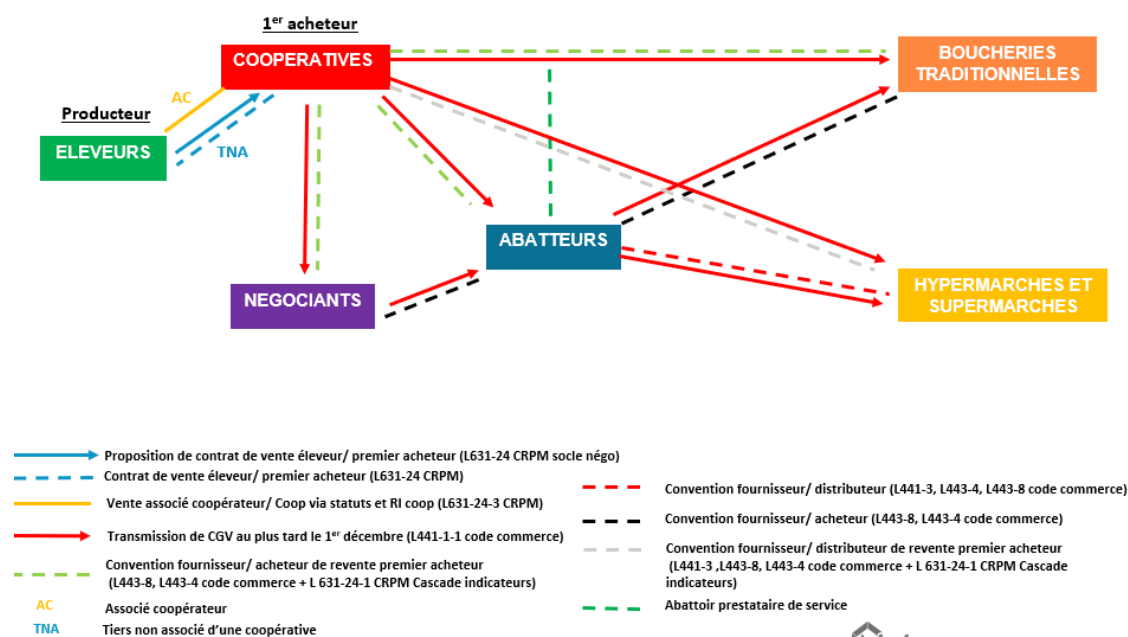 1er acheteur
COOPERATIVES
BOUCHERIES
TRADITIONNELLES
AC
Producteur
ELEVEURS
TNA
ABATTEURS
NEGOCIANTS
HYPERMARCHES ET
SUPERMARCHES
Proposition de contrat de vente éleveur/ premier acheteur (L631-24 CRPM socle négo)
Contrat de vente éleveur/ premier acheteur (L631-24 CRPM)
Vente associé coopérateur/ Coop via statuts et RI coop (L631-24-3 CRPM)
Transmission de CGV au plus tard le 1er décembre (L441-1-1 code commerce)
Convention fournisseur/ acheteur de revente premier acheteur
(L443-8, L443-4 code commerce + L 631-24-1 CRPM Cascade indicateurs)
AC Associé coopérateur
TNA Tiers non associé d'une coopérative
Convention fournisseur/ distributeur (L441-3, L443-4, L443-8 code commerce)
Convention fournisseur/ acheteur (L443-8, L443-4 code commerce)
Convention fournisseur/ distributeur de revente premier acheteur
(L441-3 ,L443-8, L443-4 code commerce + L 631-24-1 CRPM Cascade
indicateurs)
Abattoir prestataire de service